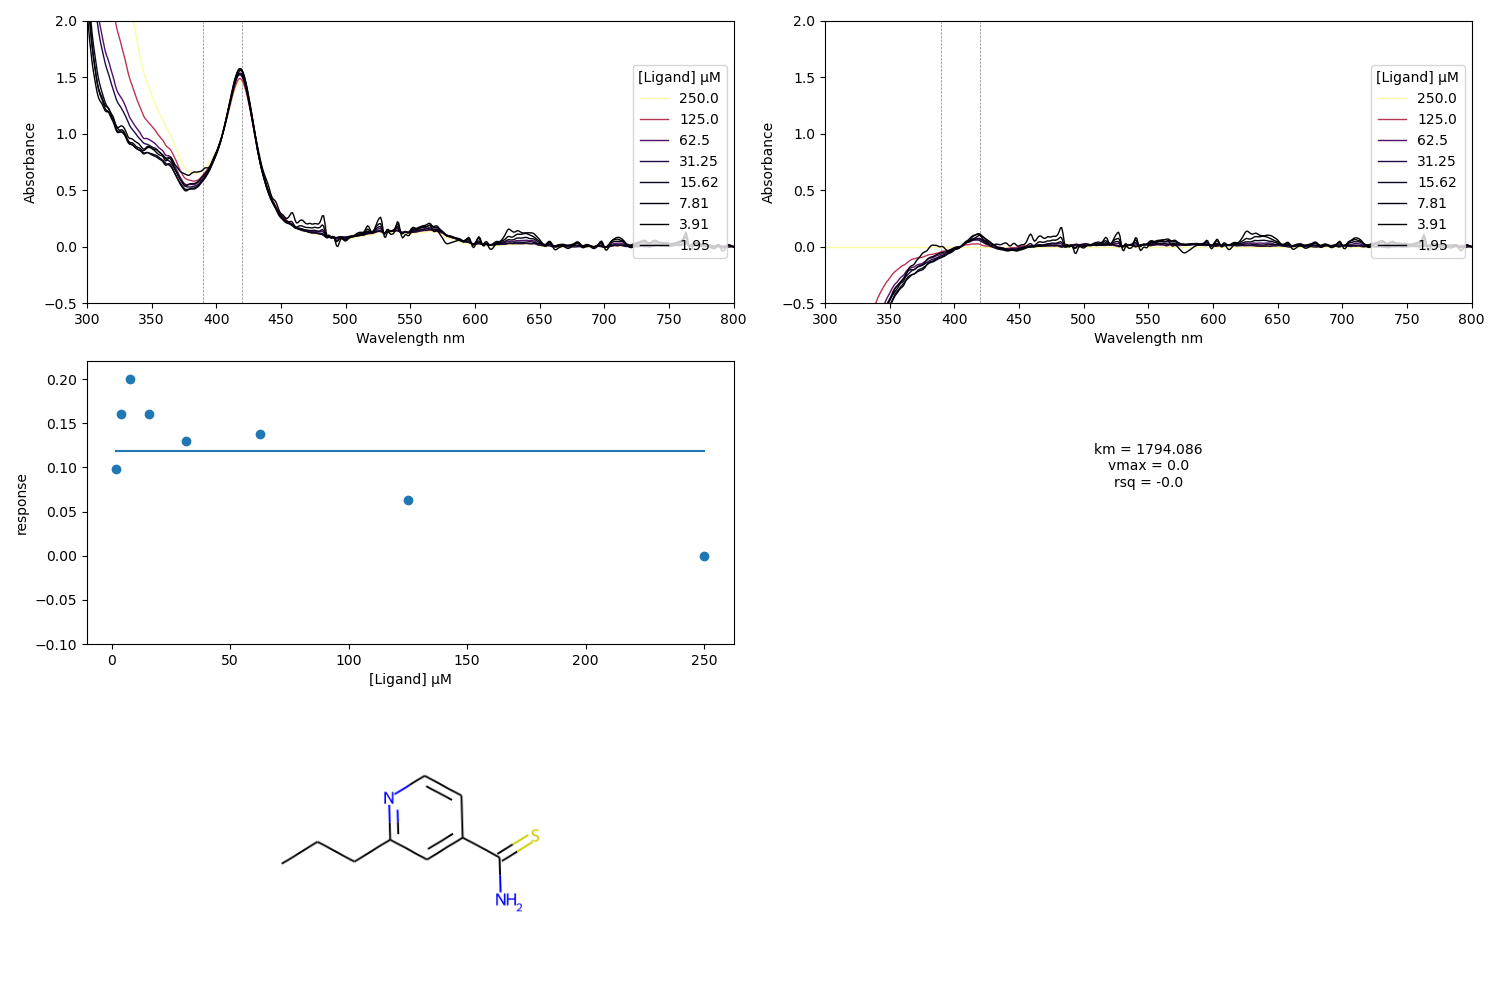 2.0
1.5
1.0
0.5
0.0
−0.5
Absorbance
300 350 400 450 500 550 600 650 700 750 800
Wavelength nm
[Ligand] µM
250.0
125.0
62.5
31.25
15.62
7.81
3.91
1.95
2.0
1.5
1.0
0.5
0.0
−0.5
Absorbance
300 350 400 450 500 550 600 650 700 750 800
Wavelength nm
[Ligand] µM
250.0
125.0
62.5
31.25
15.62
7.81
3.91
1.95
0.20
0.15
0.10
0.05
0.00
−0.05
−0.10
response
0 50 100 150 200 250
[Ligand] µM
km = 1794.086
vmax = 0.0
rsq = -0.0
N
S
NH2